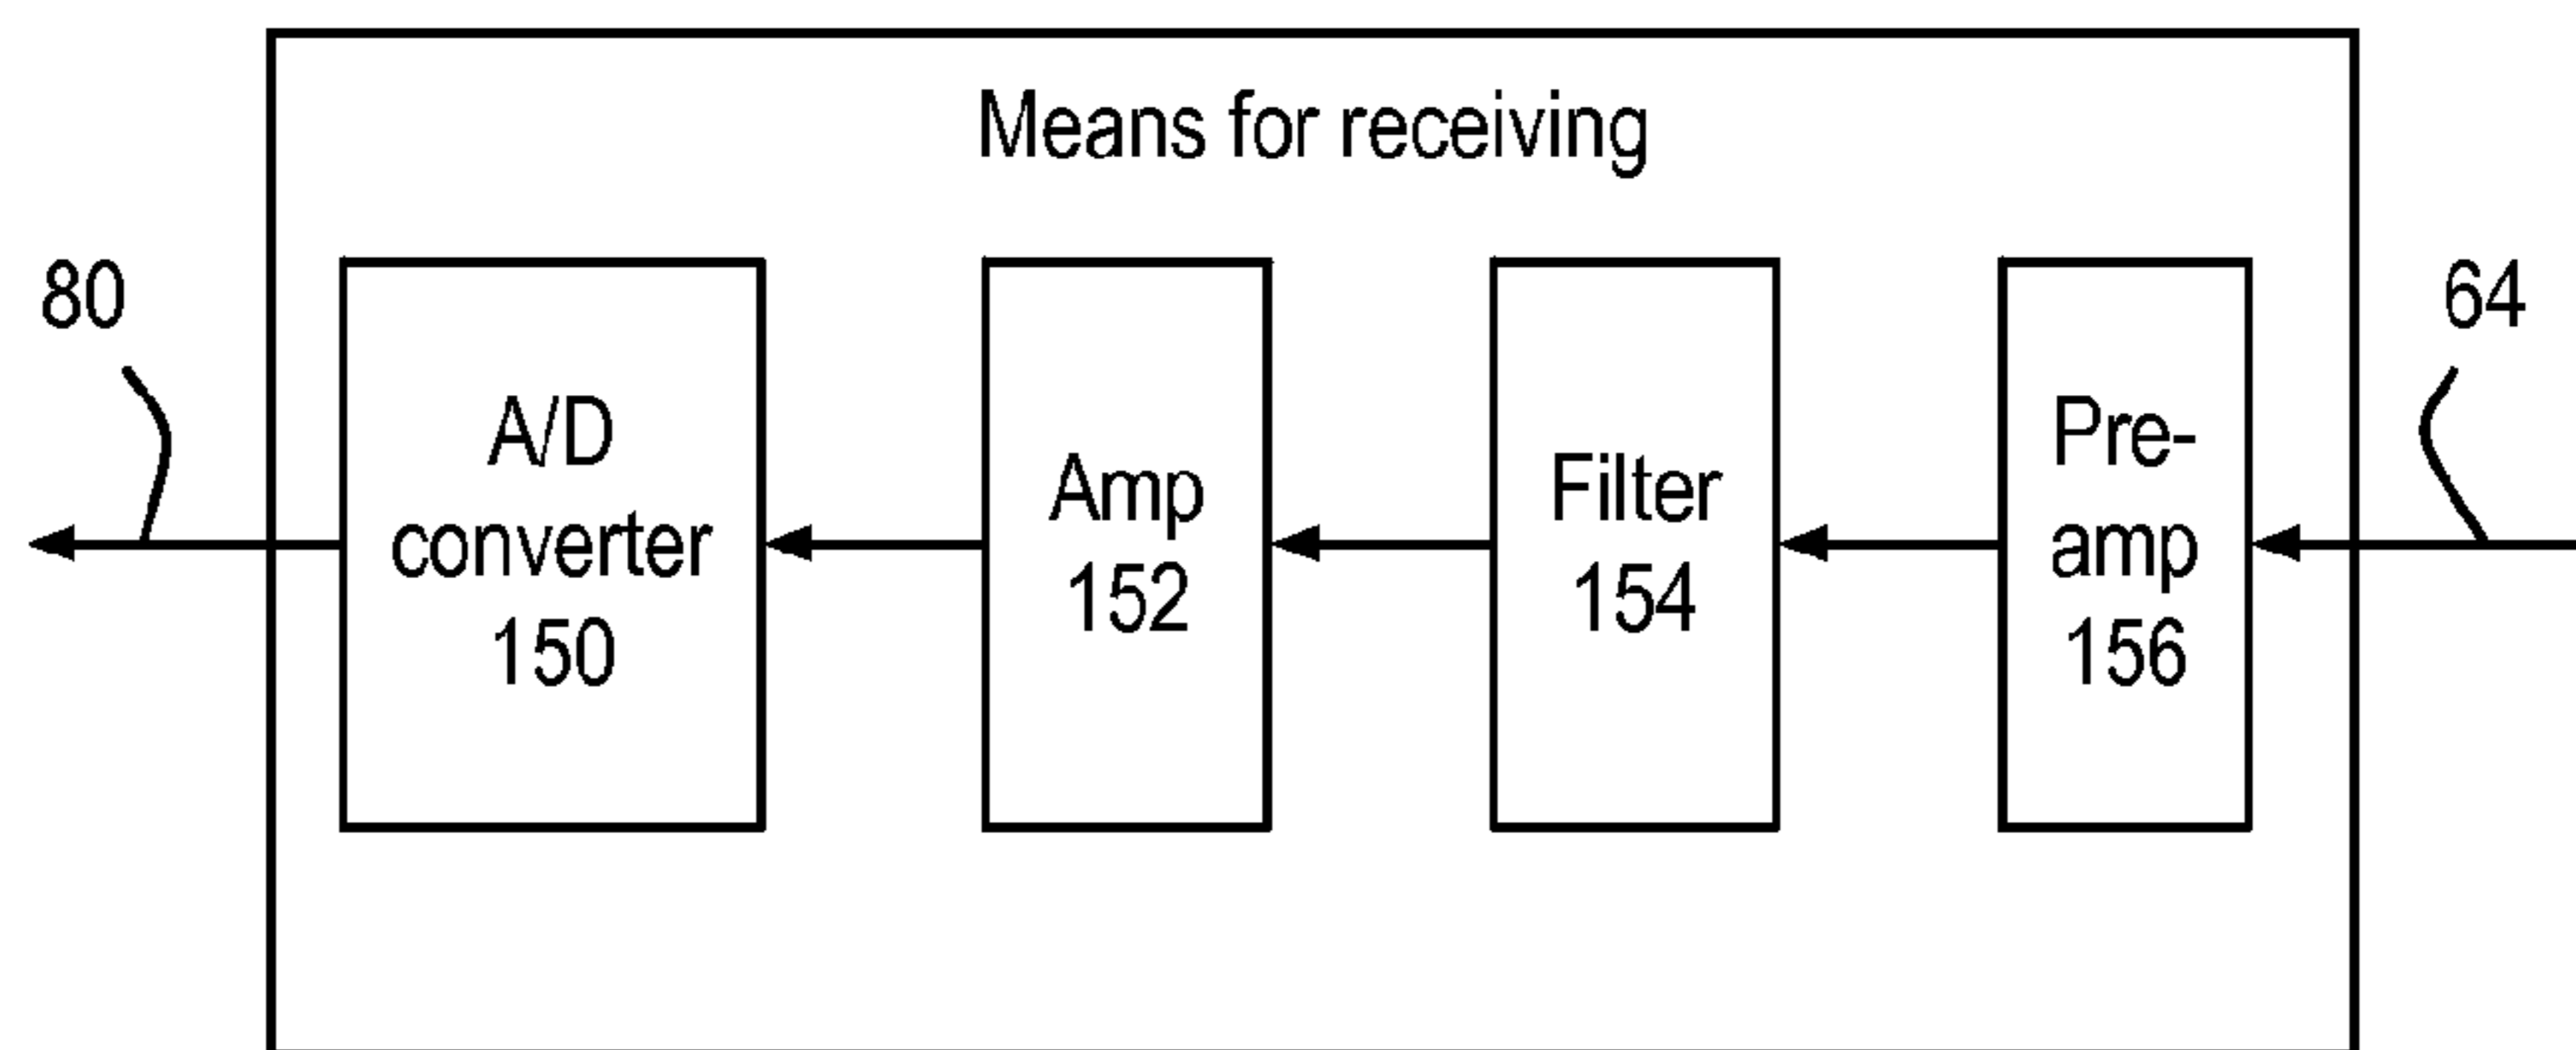 Means for receiving
80
A/D
converter
150
Amp
152
Filter
154
Pre-
amp
156
64